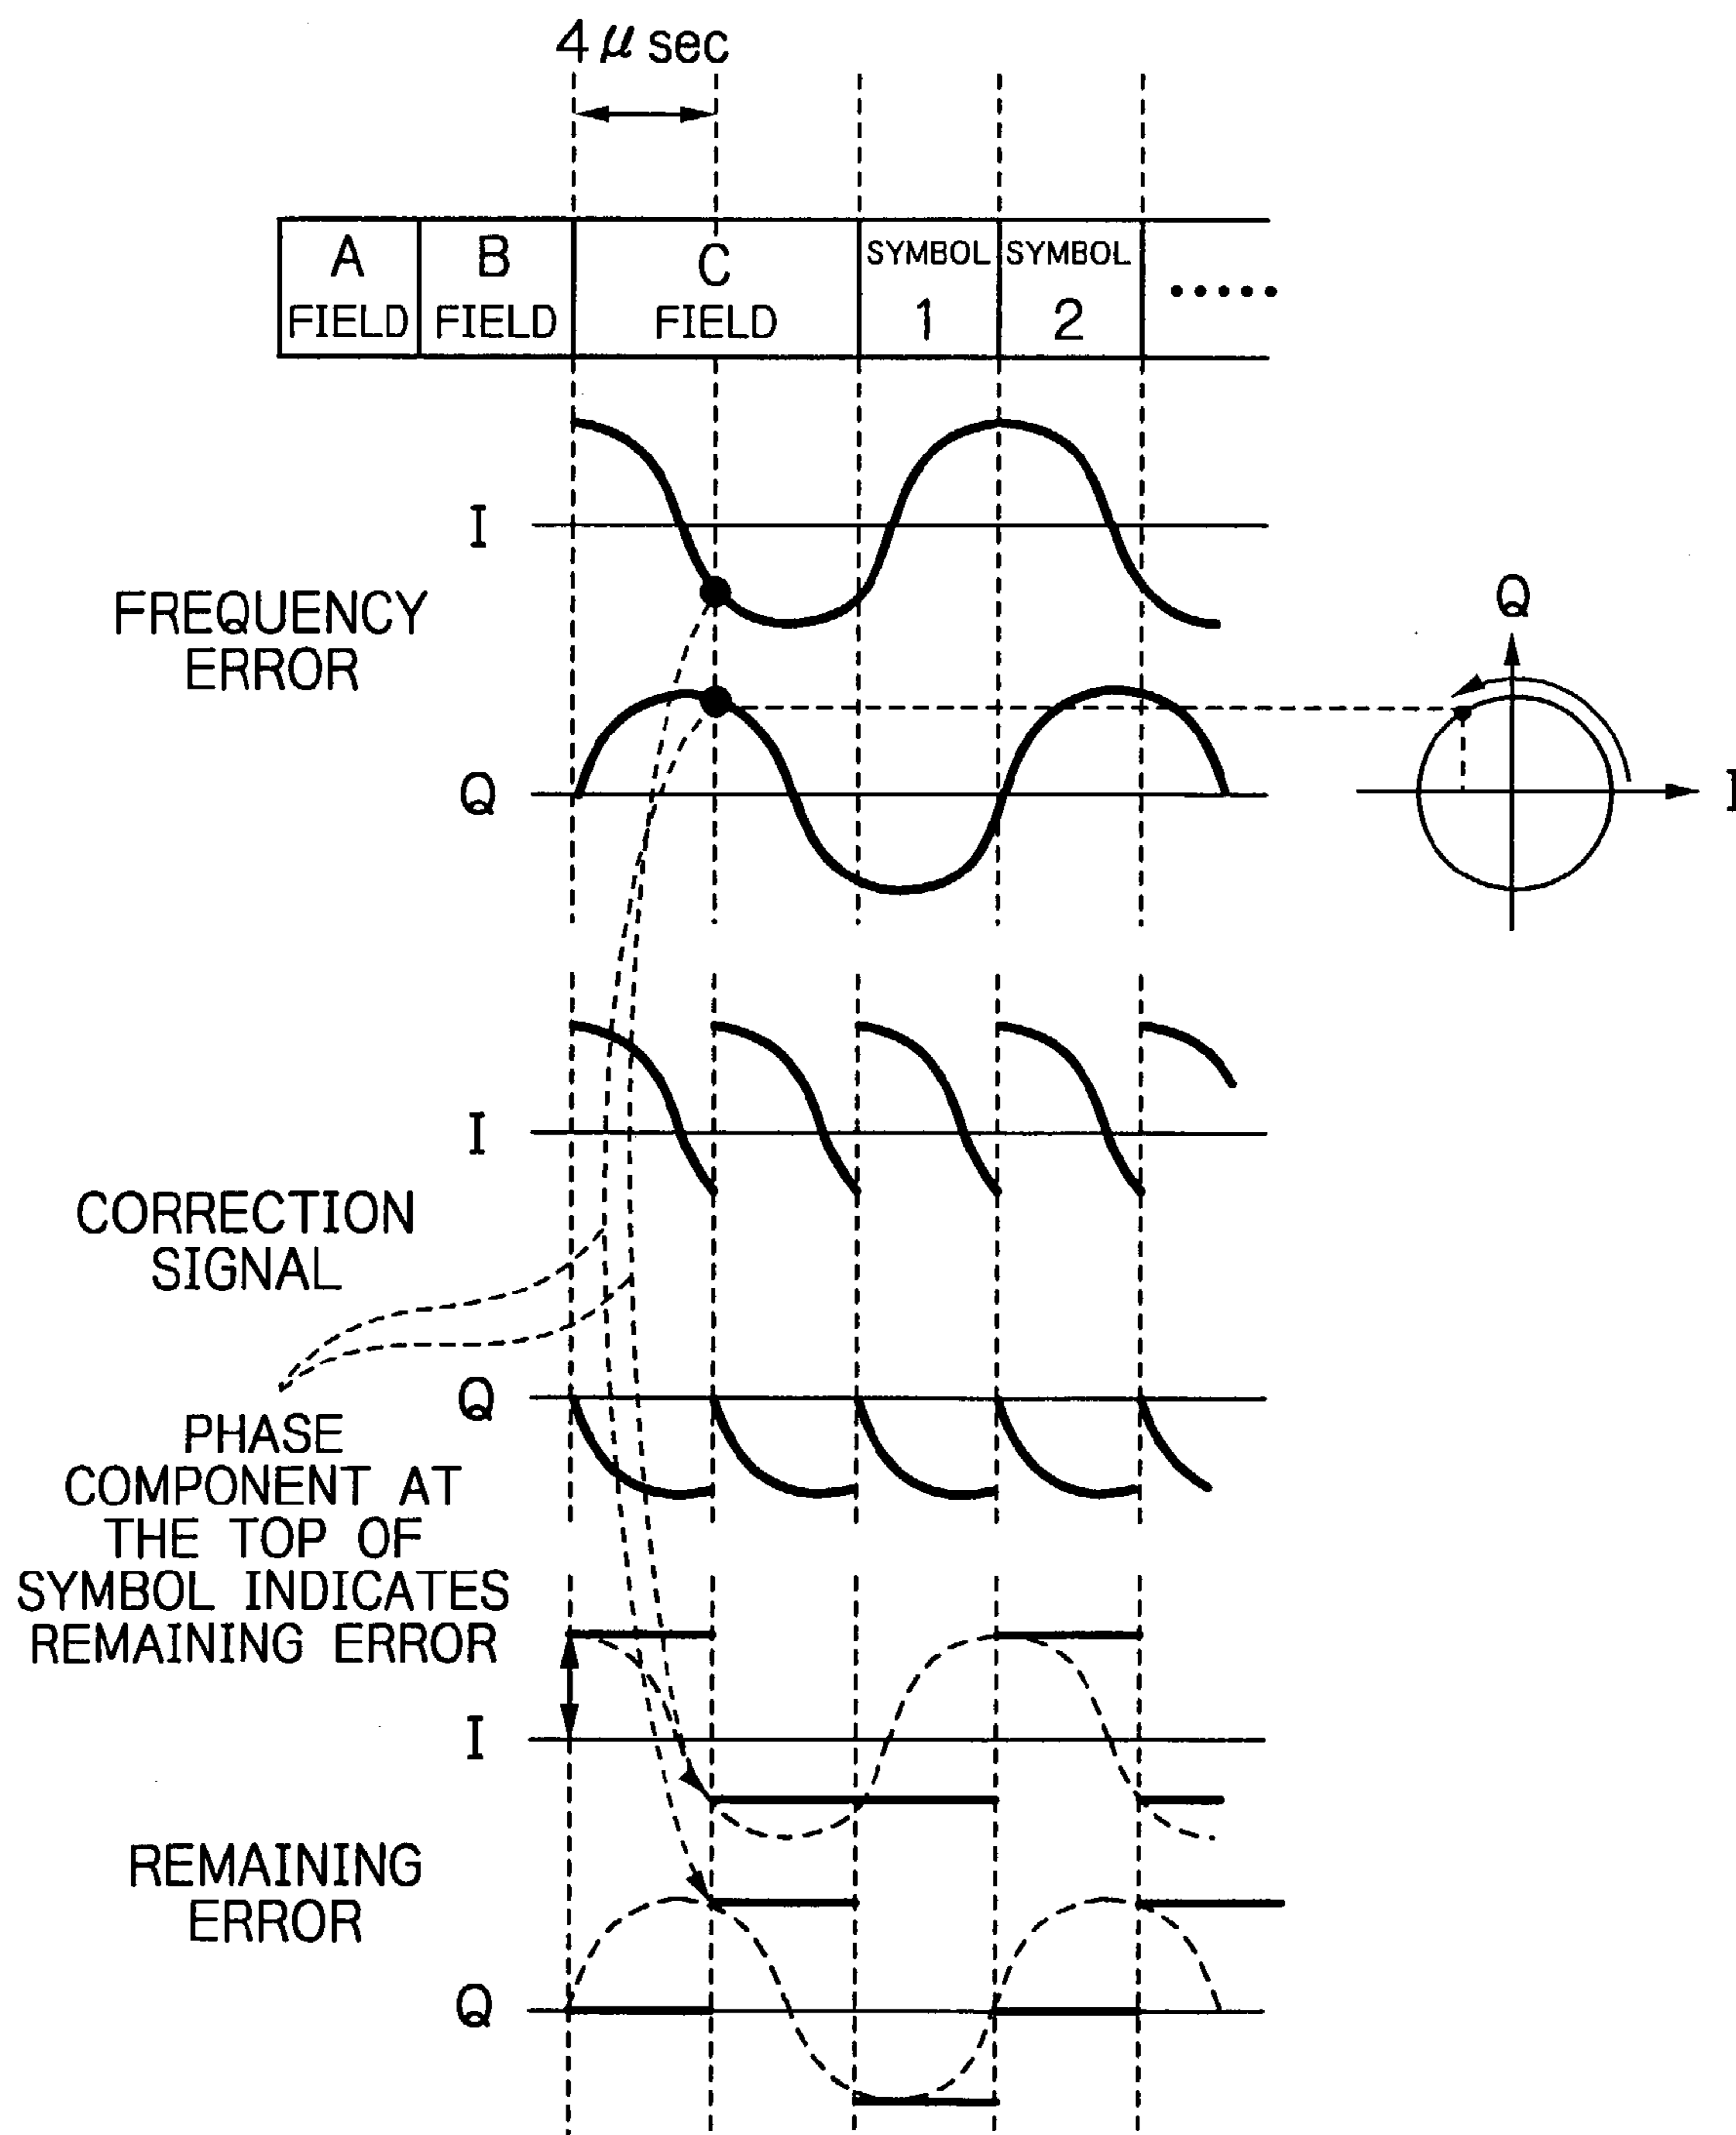 4 μ sec
A
FIELD
B
FIELD
C
FIELD
SYMBOL
1
SYMBOL
2
.....
I
FREQUENCY
ERROR
Q
Q
I
I
CORRECTION
SIGNAL
Q
PHASE
COMPONENT AT
THE TOP OF
SYMBOL INDICATES
REMAINING ERROR
I
REMAINING
ERROR
Q